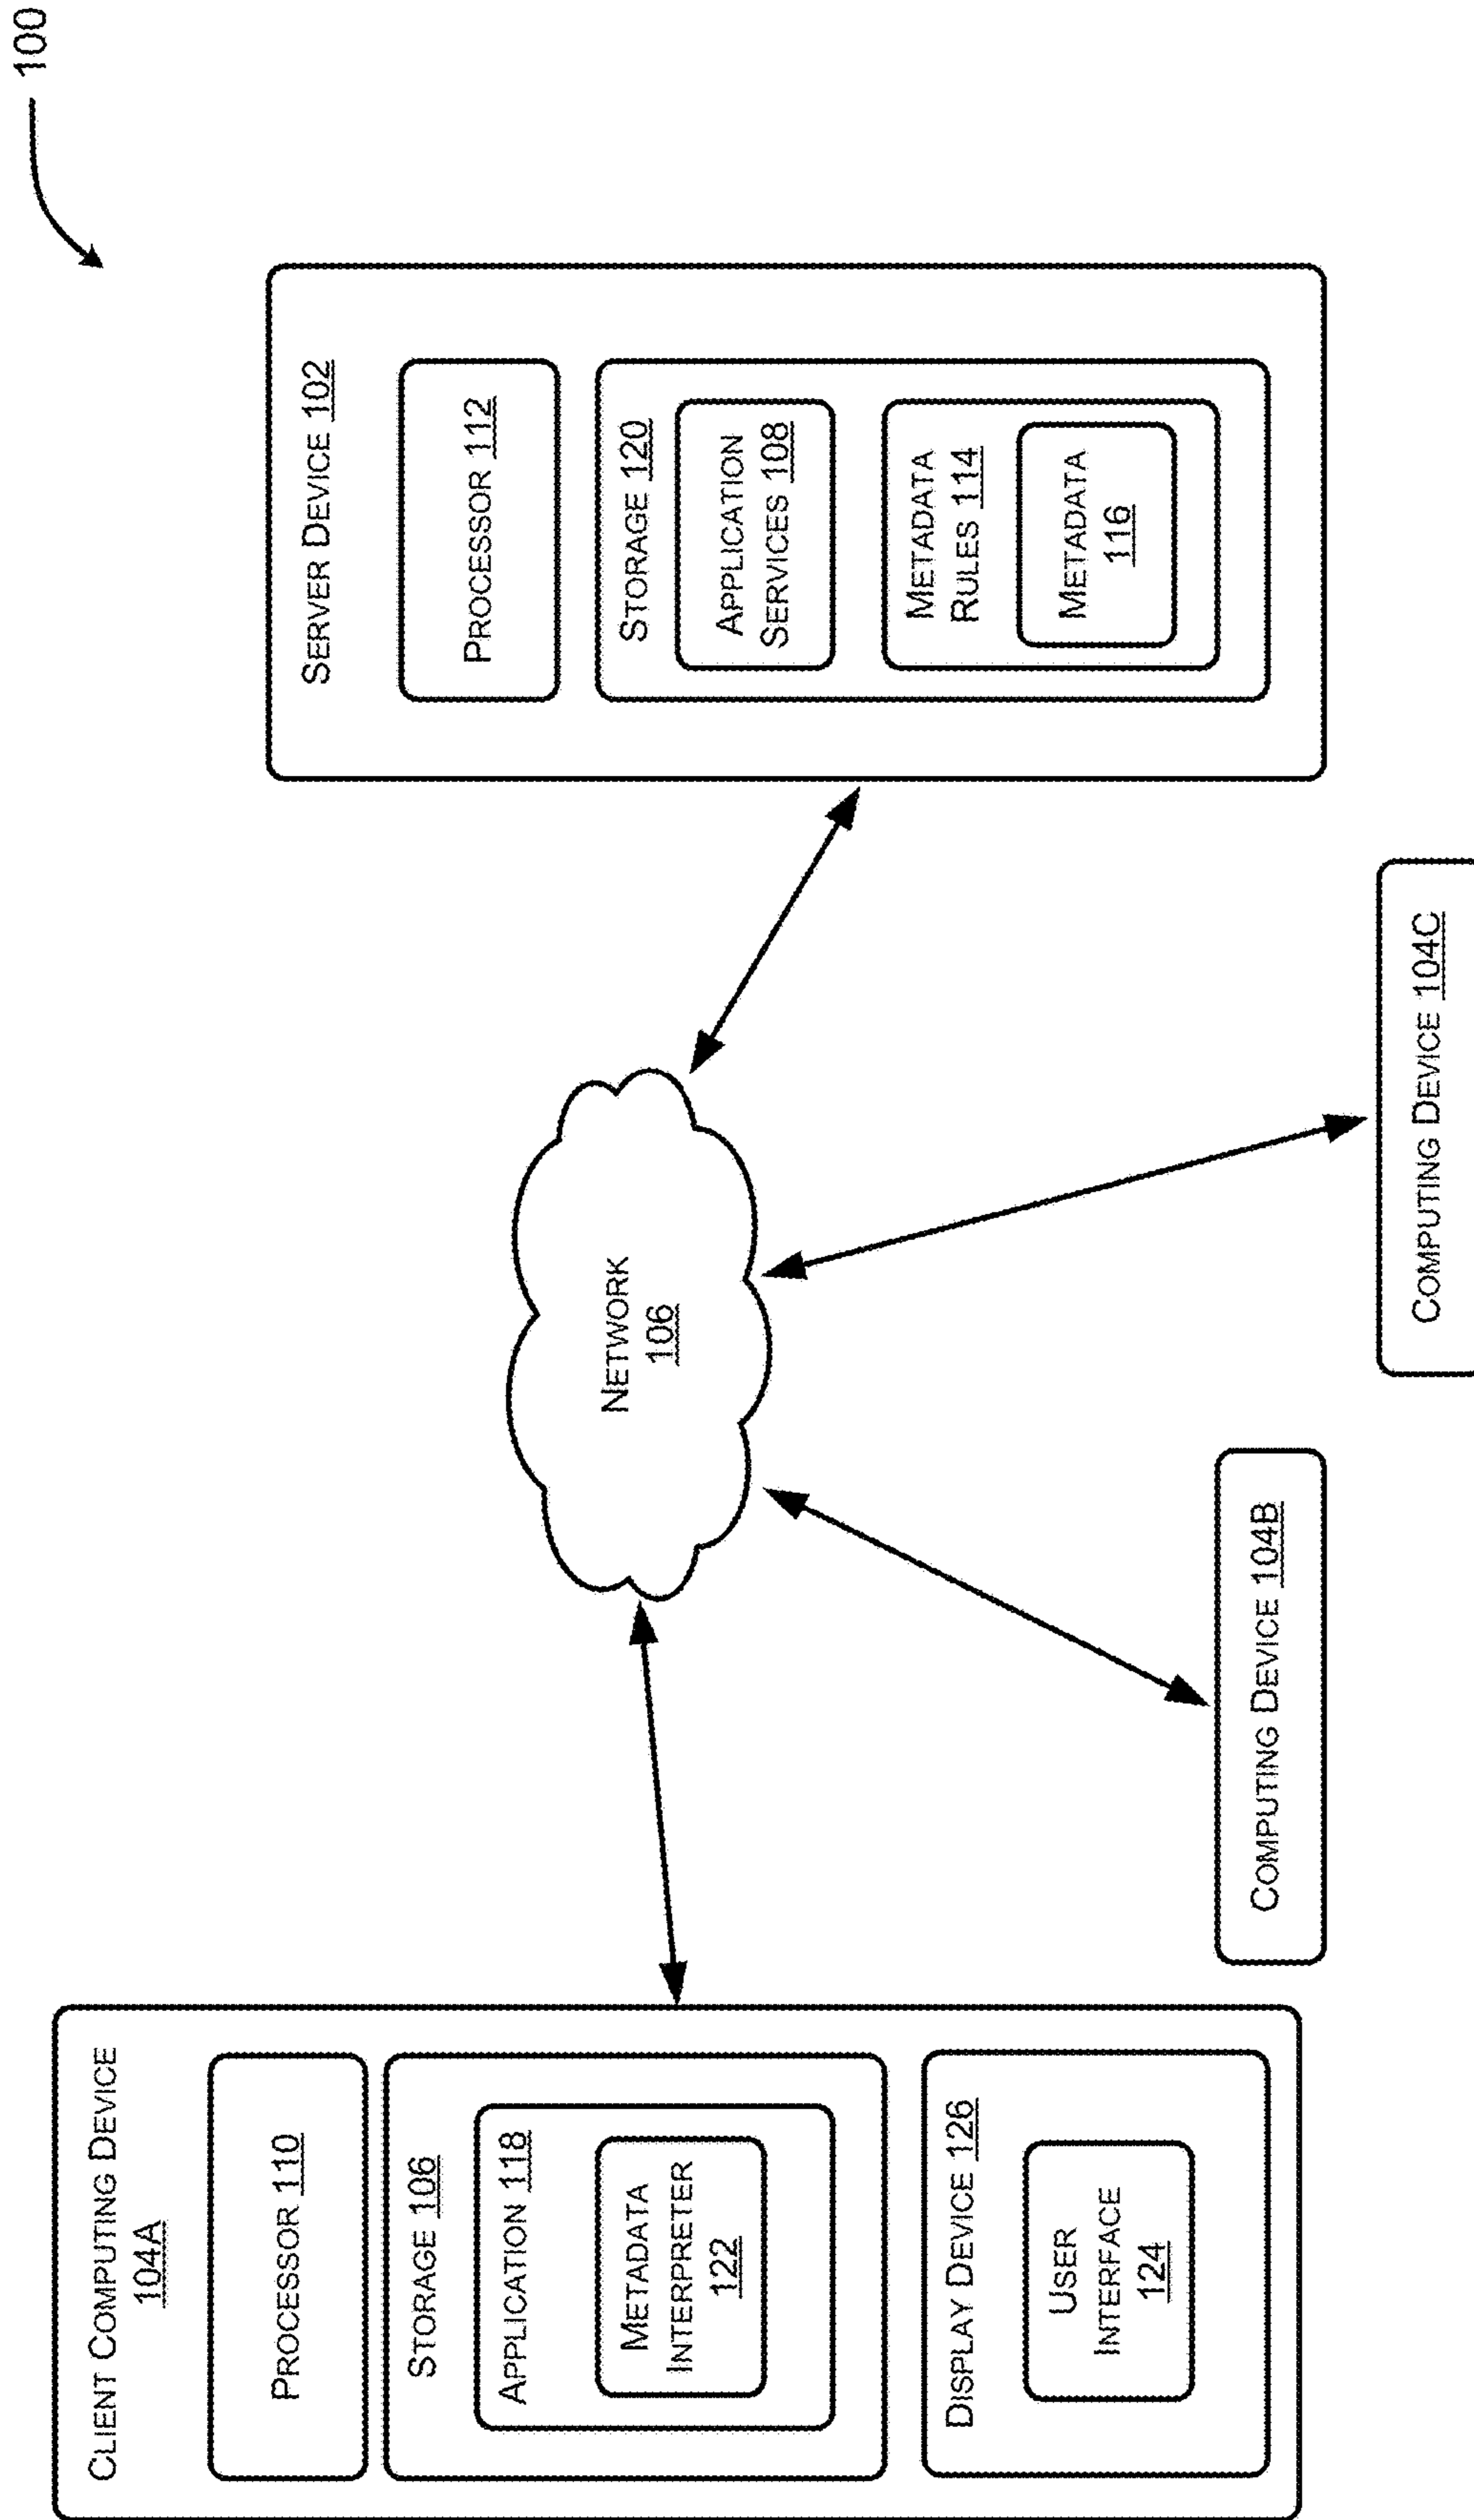 100
CLIENT COMPUTING DEVICE
104A
PROCESSOR 110
STORAGE 106
APPLICATION 118
METADATA
INTERPRETER
122
DISPLAY DEVICE 126
USER
INTERFACE
124
NETWORK
106
SERVER DEVICE 102
PROCESSOR 112
STORAGE 120
APPLICATION
SERVICES 108
METADATA
RULES 114
METADATA
116
COMPUTING DEVICE 104B
COMPUTING DEVICE 104C